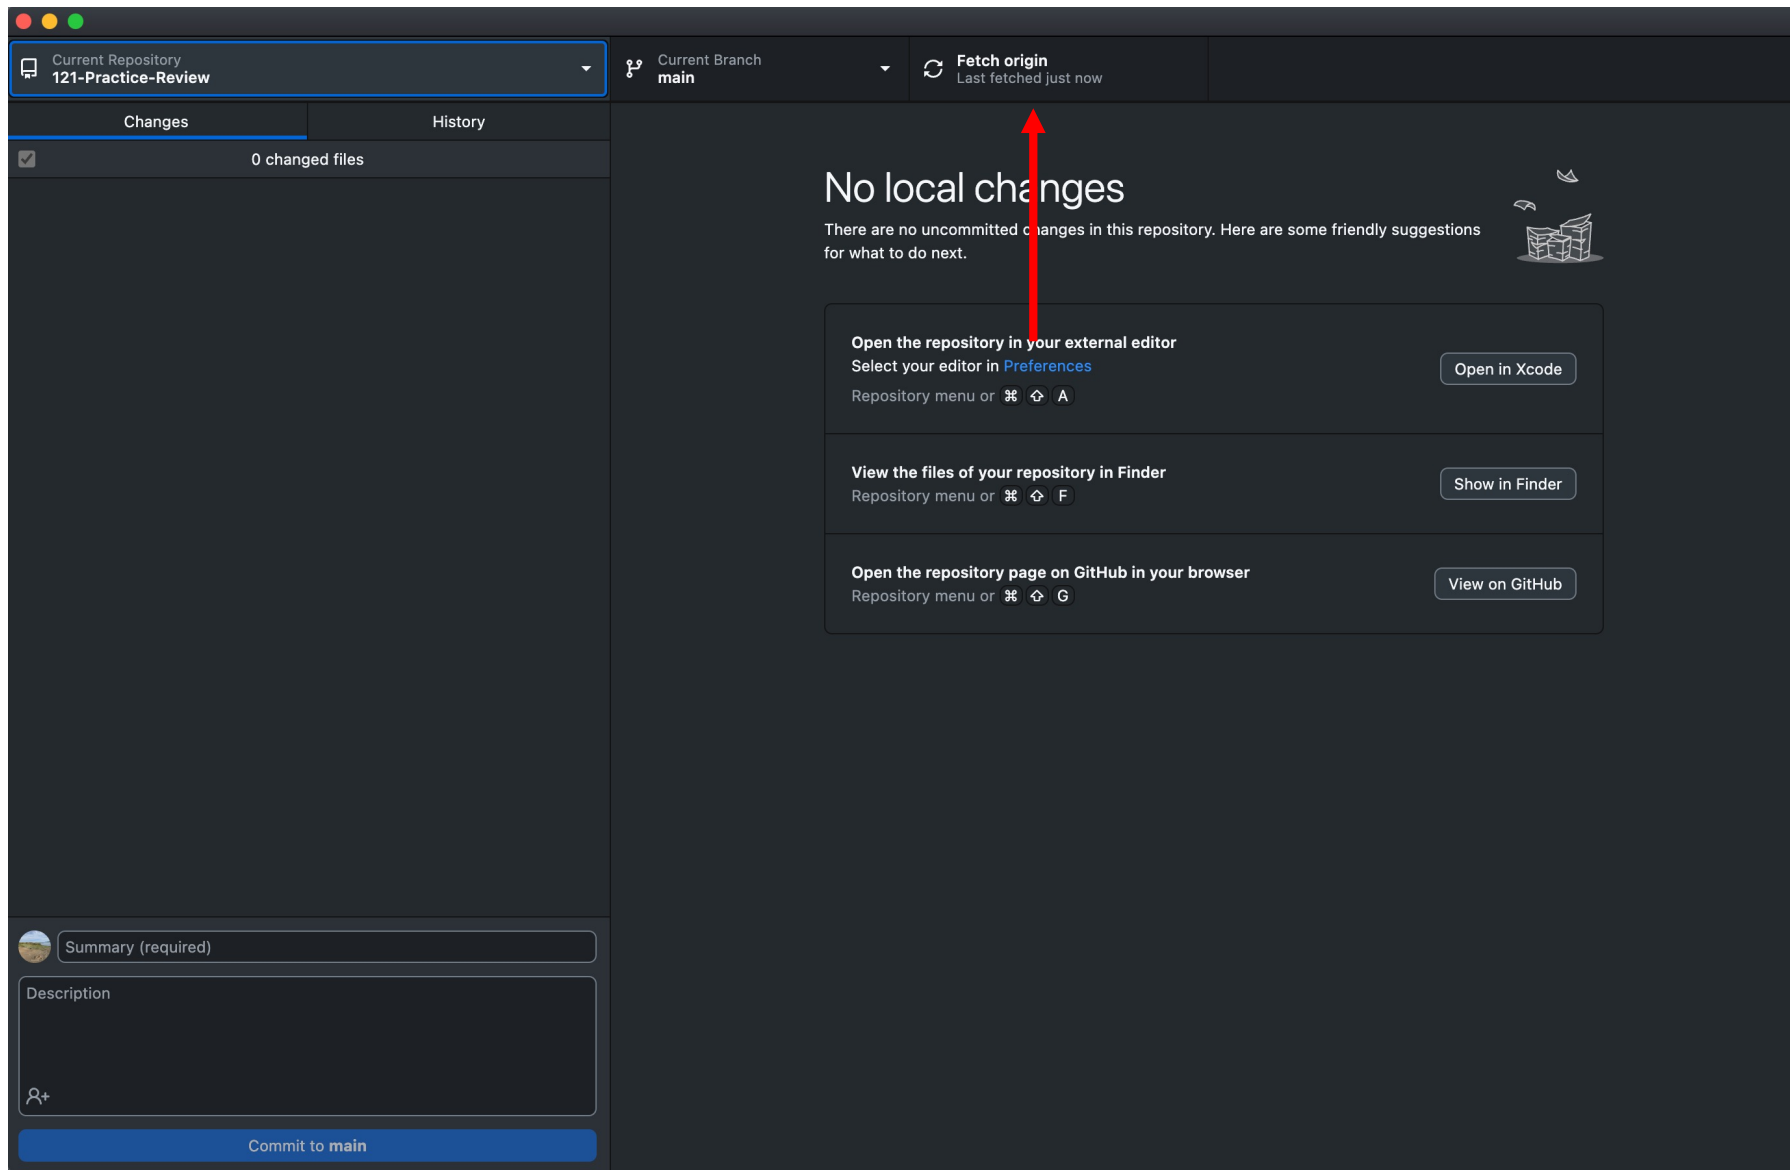 Current Repository
121-Practice-Review
Current Branch
main
Fetch origin
Last fetched just now
Changes
History
0 changed files
No local changes
There are no uncommitted changes in this repository. Here are some friendly suggestions
for what to do next.
Open the repository in your external editor
Select your editor in Preferences
Repository menu or ⌘ ⇧ A
Open in Xcode
View the files of your repository in Finder
Repository menu or ⌘ ⇧ F
Show in Finder
Open the repository page on GitHub in your browser
Repository menu or ⌘ ⇧ G
View on GitHub
Summary (required)
Description
Commit to main